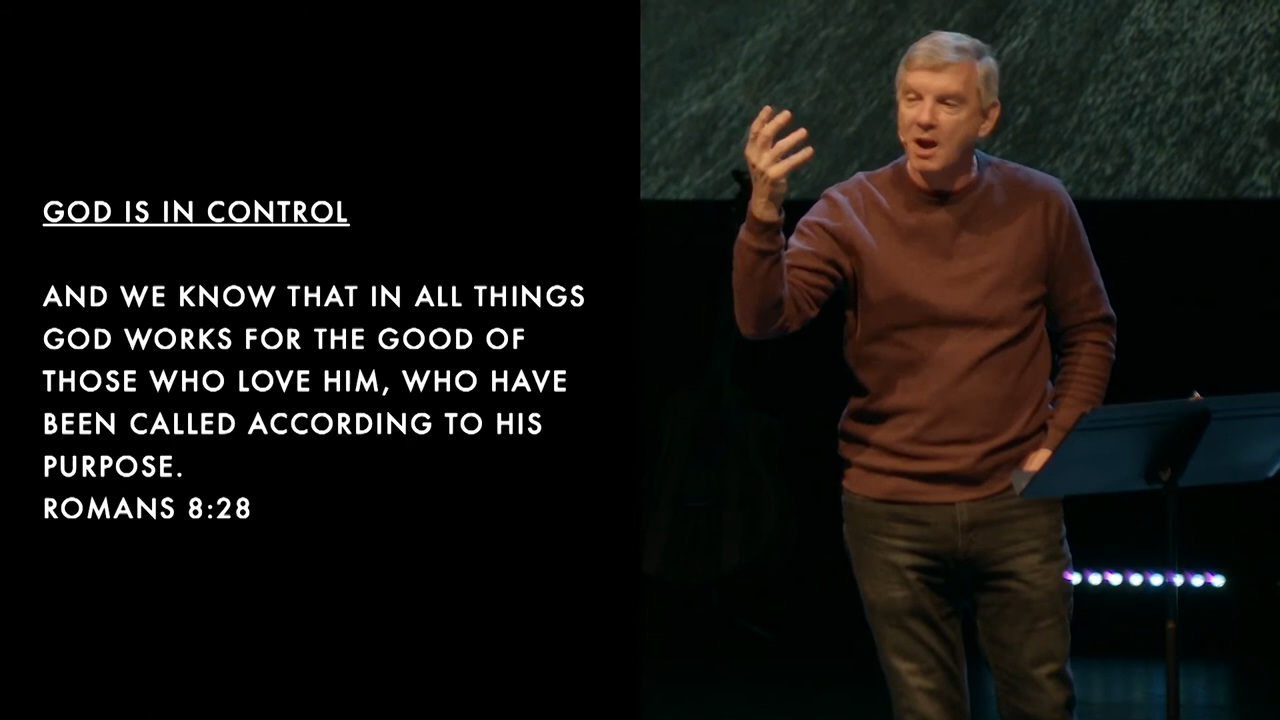 GOD IS IN CONTROL
AND WE KNOW THAT IN ALL THINGS
GOD WORKS FOR THE GOOD OF
THOSE WHO LOVE HIM, WHO HAVE
BEEN CALLED ACCORDING TO HIS
PURPOSE.
ROMANS 8:28